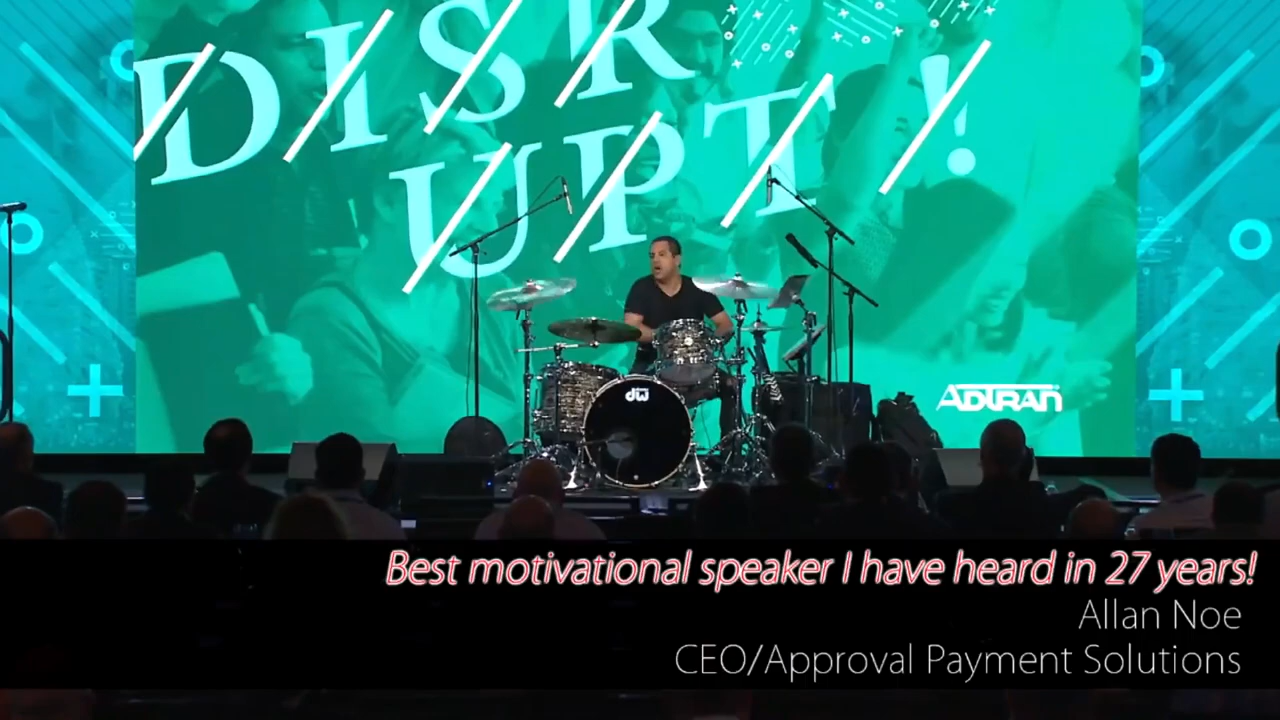 DISR
UPT!
ADTRAN
dw
Best motivational speaker I have heard in 27 years!
Allan Noe
CEO/Approval Payment Solutions